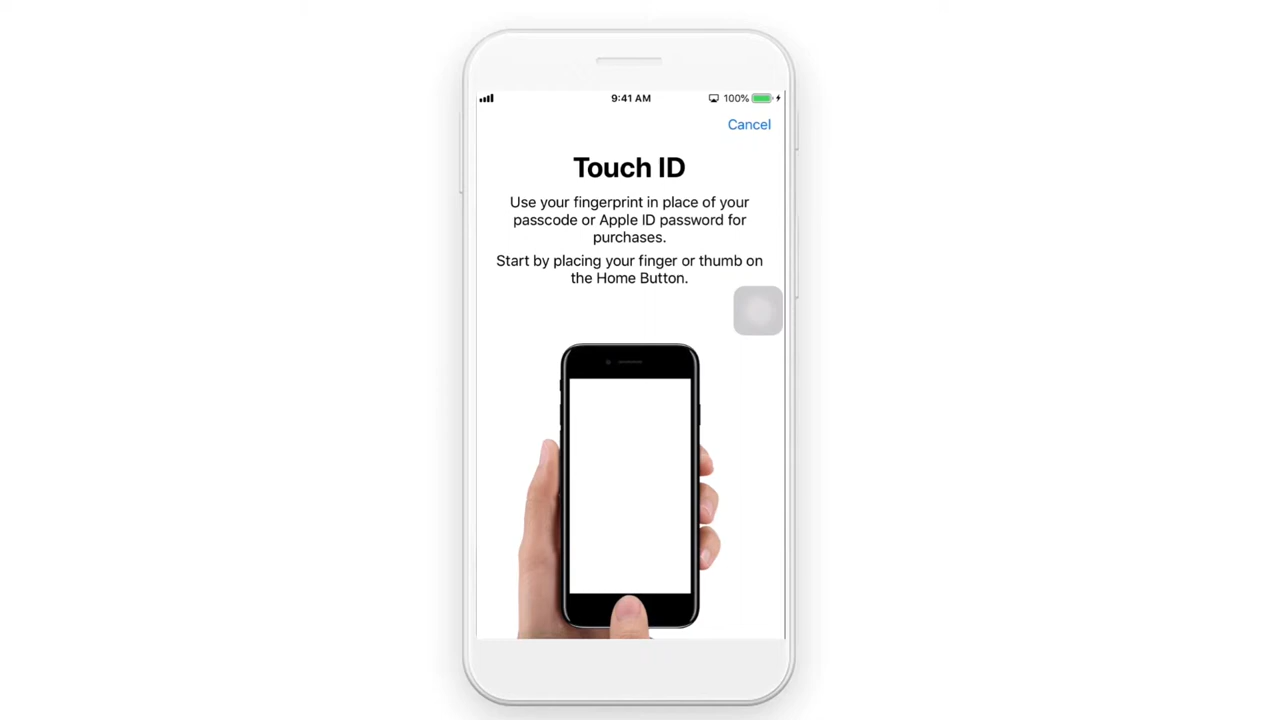 9:41 AM 100%
Cancel
Touch ID
Use your fingerprint in place of your
passcode or Apple ID password for
purchases.
Start by placing your finger or thumb on
the Home Button.